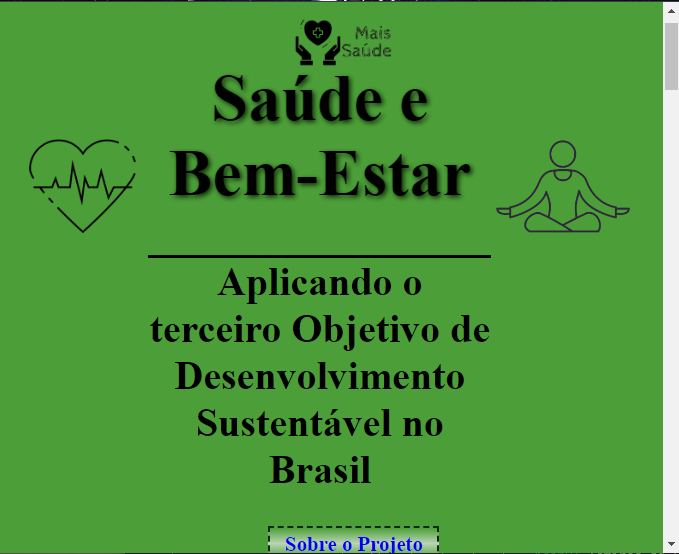 Mais
Saúde
Saúde e
Bem-Estar
Aplicando o
terceiro Objetivo de
Desenvolvimento
Sustentável no
Brasil
Sobre o Projeto